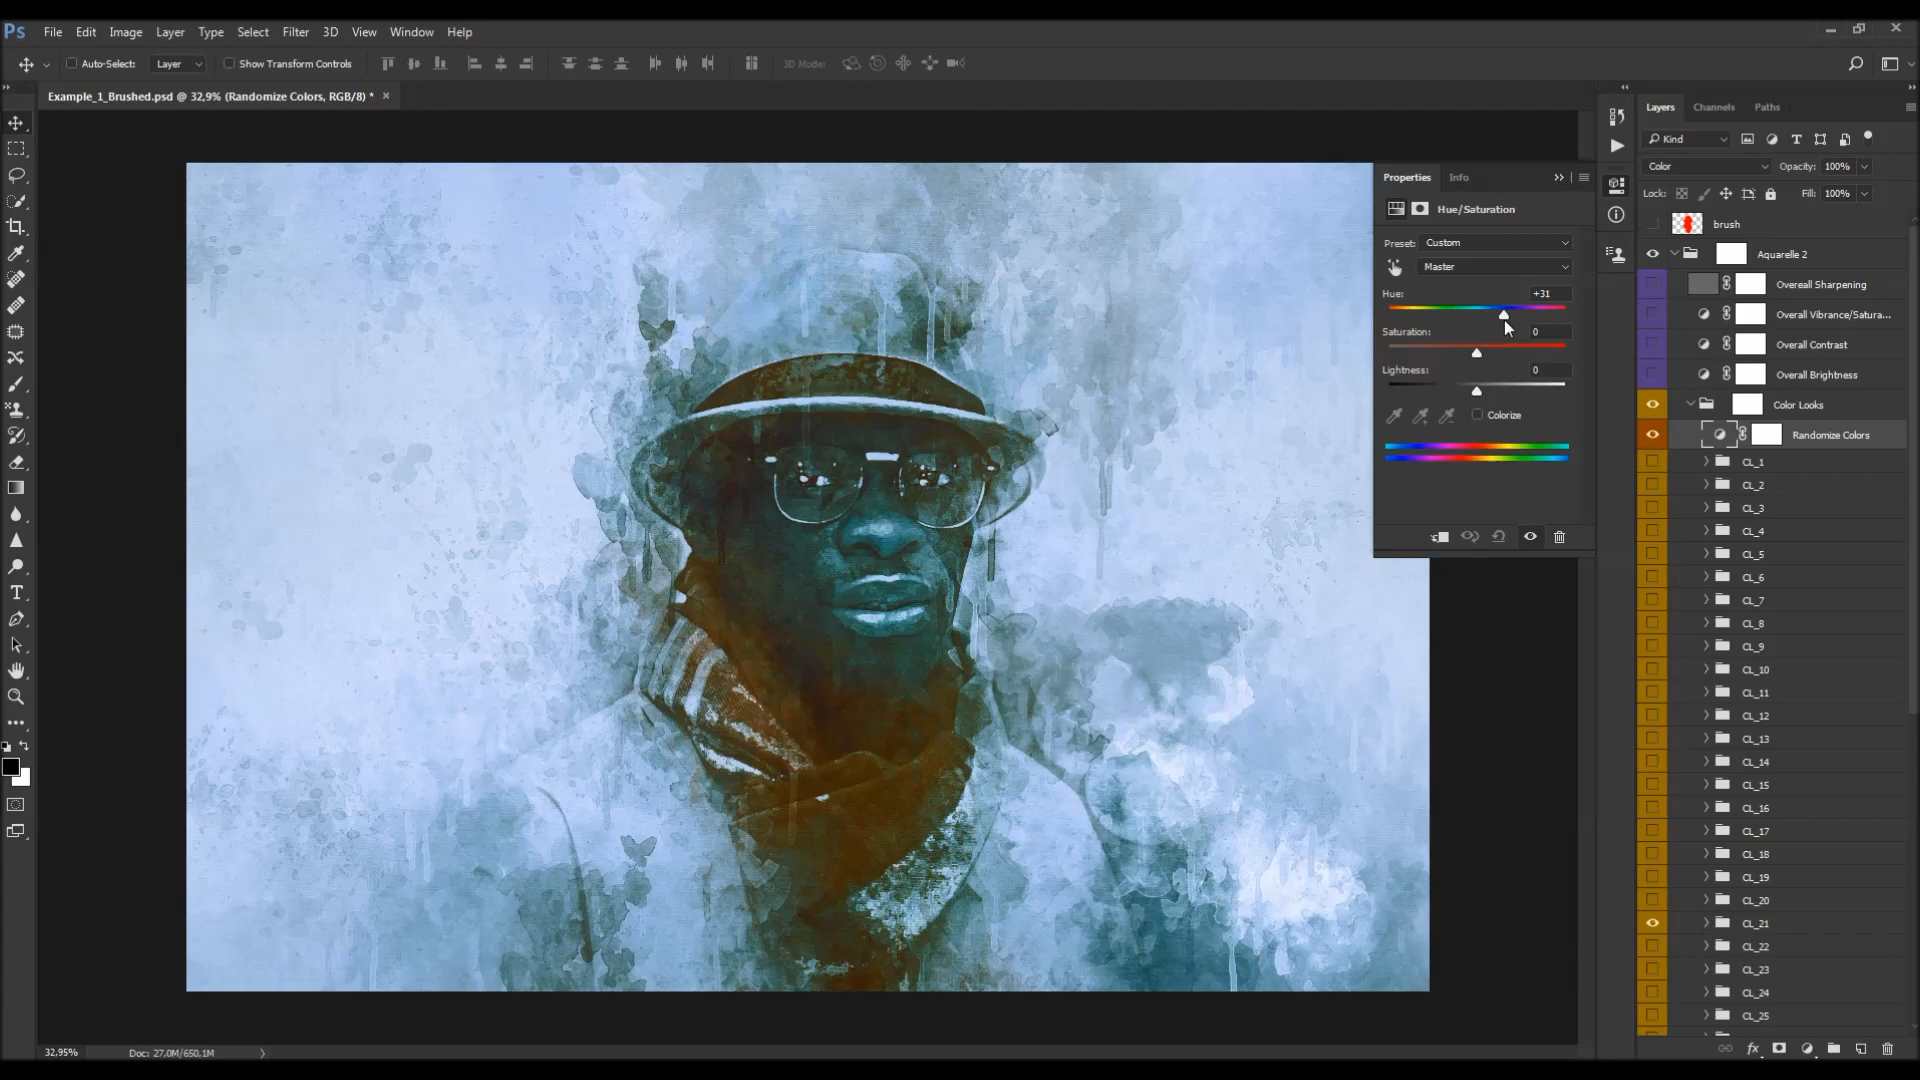 Ps File Edit Image Layer Type Select Filter 3D View Window Help
Auto-Select: Layer Show Transform Controls 3D Mode:
Example_1_Brushed.psd @ 32,9% (Randomize Colors, RGB/8) * ×
Layers Channels Paths
Kind
Color Opacity: 100%
Lock: Fill: 100%
brush
Aquarelle 2
Overeall Sharpening
Overall Vibrance/Satura...
Overall Contrast
Overall Brightness
Color Looks
Randomize Colors
CL_1
CL_2
CL_3
CL_4
CL_5
CL_6
CL_7
CL_8
CL_9
CL_10
CL_11
CL_12
CL_13
CL_14
CL_15
CL_16
CL_17
CL_18
CL_19
CL_20
CL_21
CL_22
CL_23
CL_24
CL_25
Properties Info
Hue/Saturation
Preset: Custom
Master
Hue: +31
Saturation: 0
Lightness: 0
Colorize
32,95% Doc: 27,0M/650,1M